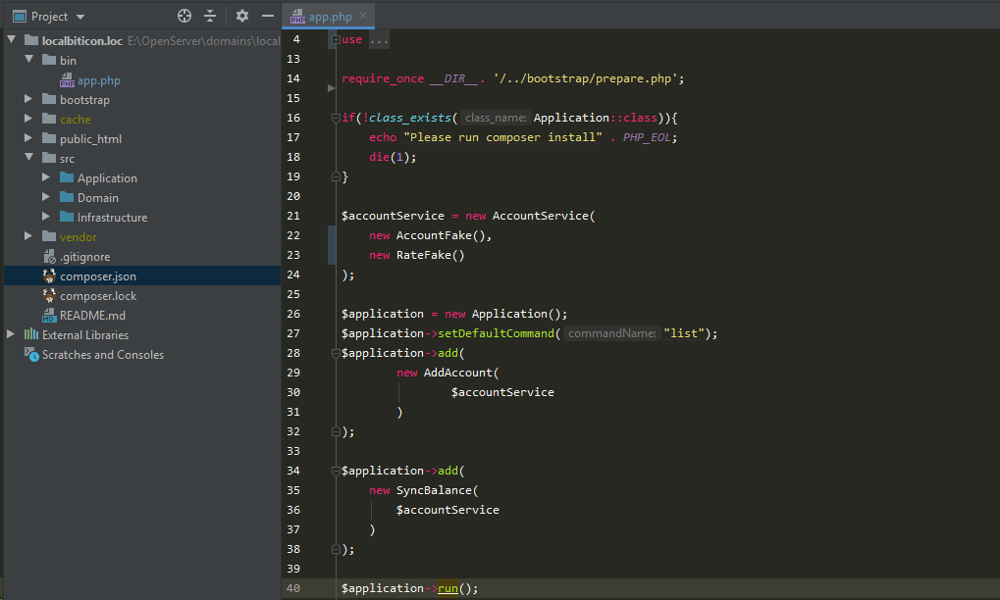 Project
app.php
localbiticon.loc E:\OpenServer\domains\local
bin
app.php
bootstrap
cache
public_html
src
Application
Domain
Infrastructure
vendor
.gitignore
composer.json
composer.lock
README.md
External Libraries
Scratches and Consoles
4 use ...
13
14 require_once __DIR__. '/../bootstrap/prepare.php';
15
16 if(!class_exists( class_name: Application::class)){
17 echo "Please run composer install" . PHP_EOL;
18 die(1);
19 }
20
21 $accountService = new AccountService(
22 new AccountFake(),
23 new RateFake()
24 );
25
26 $application = new Application();
27 $application->setDefaultCommand( commandName: "list");
28 $application->add(
29 new AddAccount(
30 $accountService
31 )
32 );
33
34 $application->add(
35 new SyncBalance(
36 $accountService
37 )
38 );
39
40 $application->run();